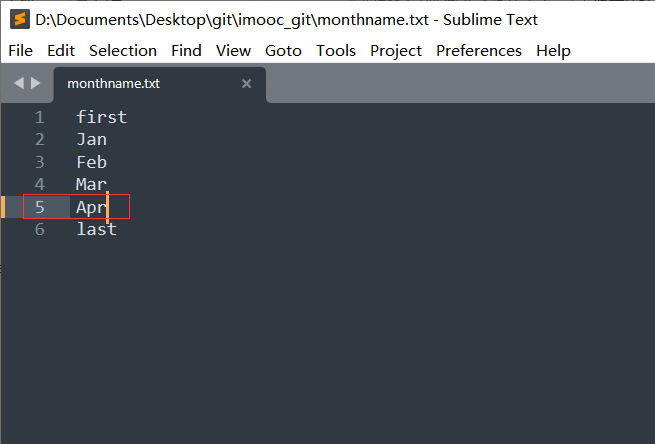 D:\Documents\Desktop\git\imooc_git\monthname.txt - Sublime Text
File Edit Selection Find View Goto Tools Project Preferences Help
monthname.txt
1 first
2 Jan
3 Feb
4 Mar
5 Apr
6 last